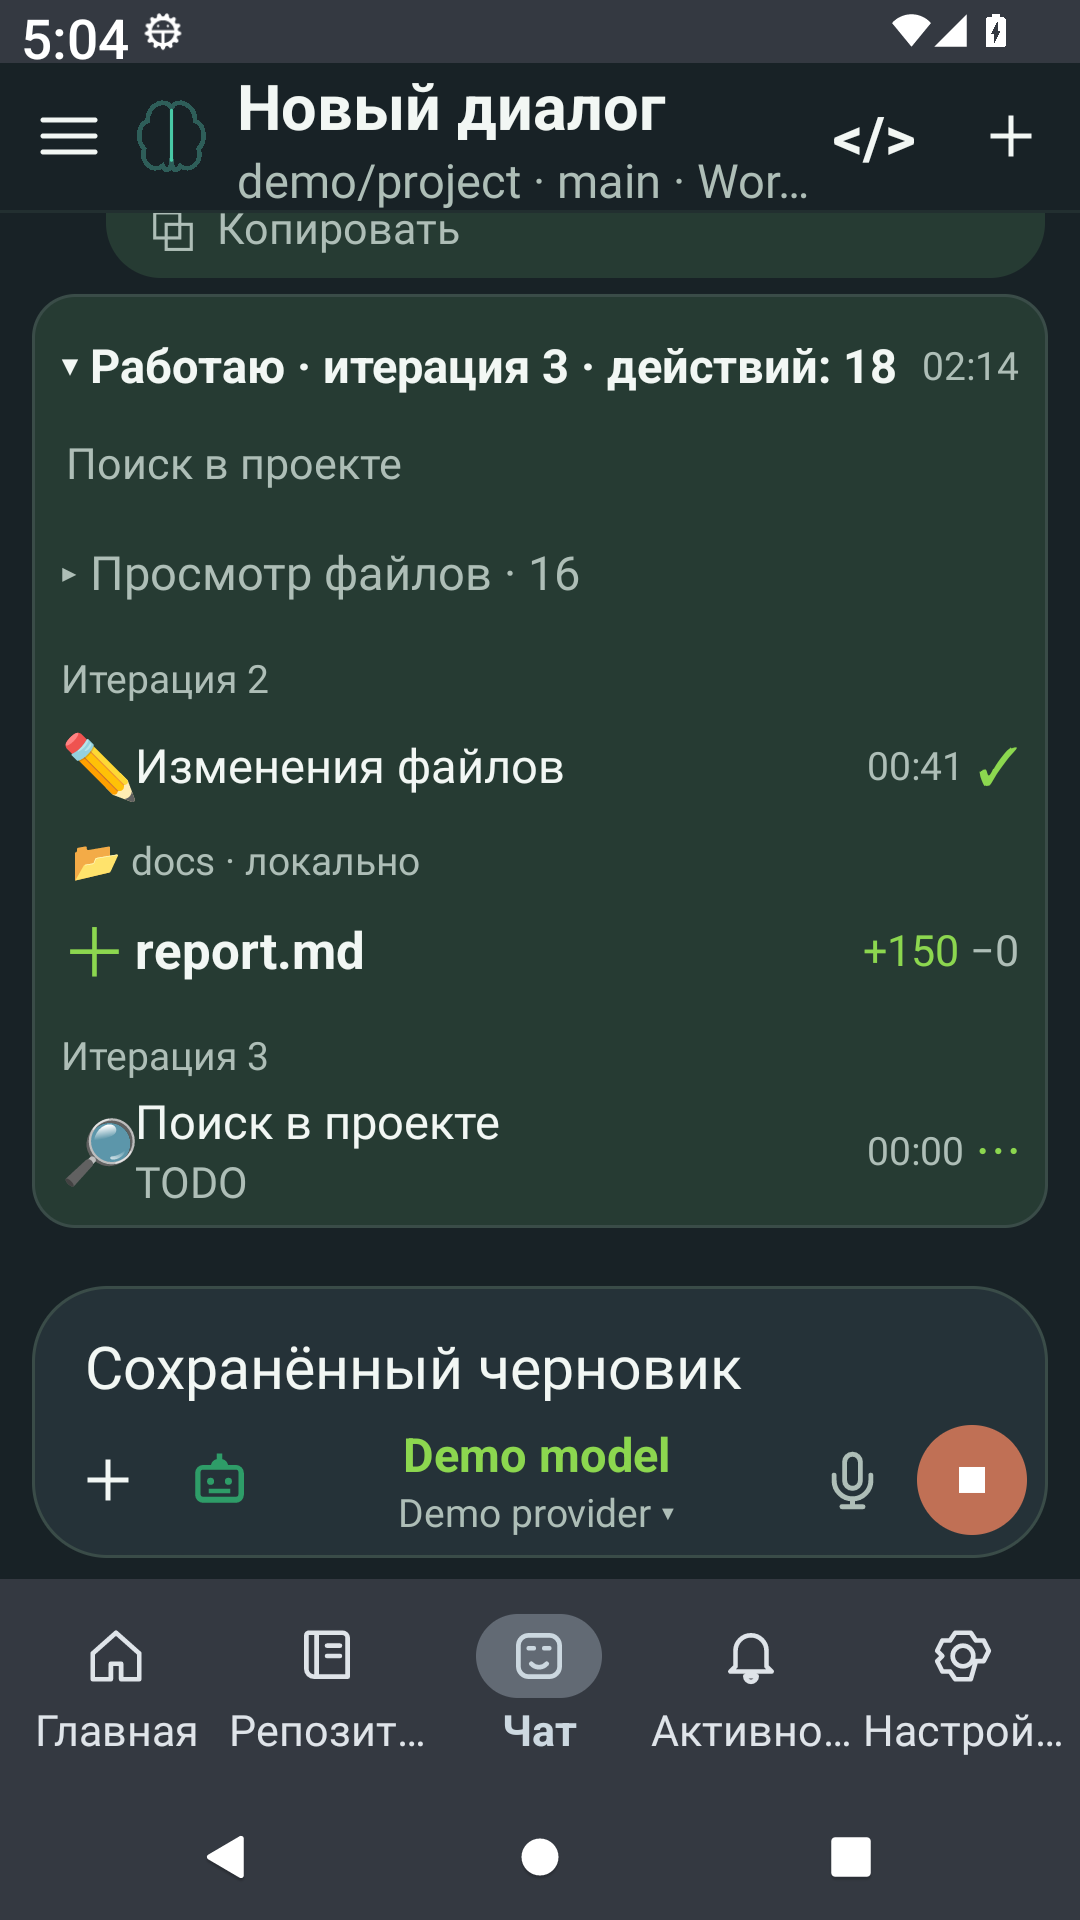 5:04
Новый диалог
</>
demo/project · main · Wor…
Копировать
▾ Работаю · итерация 3 · действий: 18 02:14
Поиск в проекте
▸ Просмотр файлов · 16
Итерация 2
Изменения файлов 00:41 ✓
docs · локально
report.md +150 −0
Итерация 3
Поиск в проекте
TODO
00:00 ···
Сохранённый черновик
Demo model
Demo provider ▾
Главная Репозит… Чат Активно… Настрой…